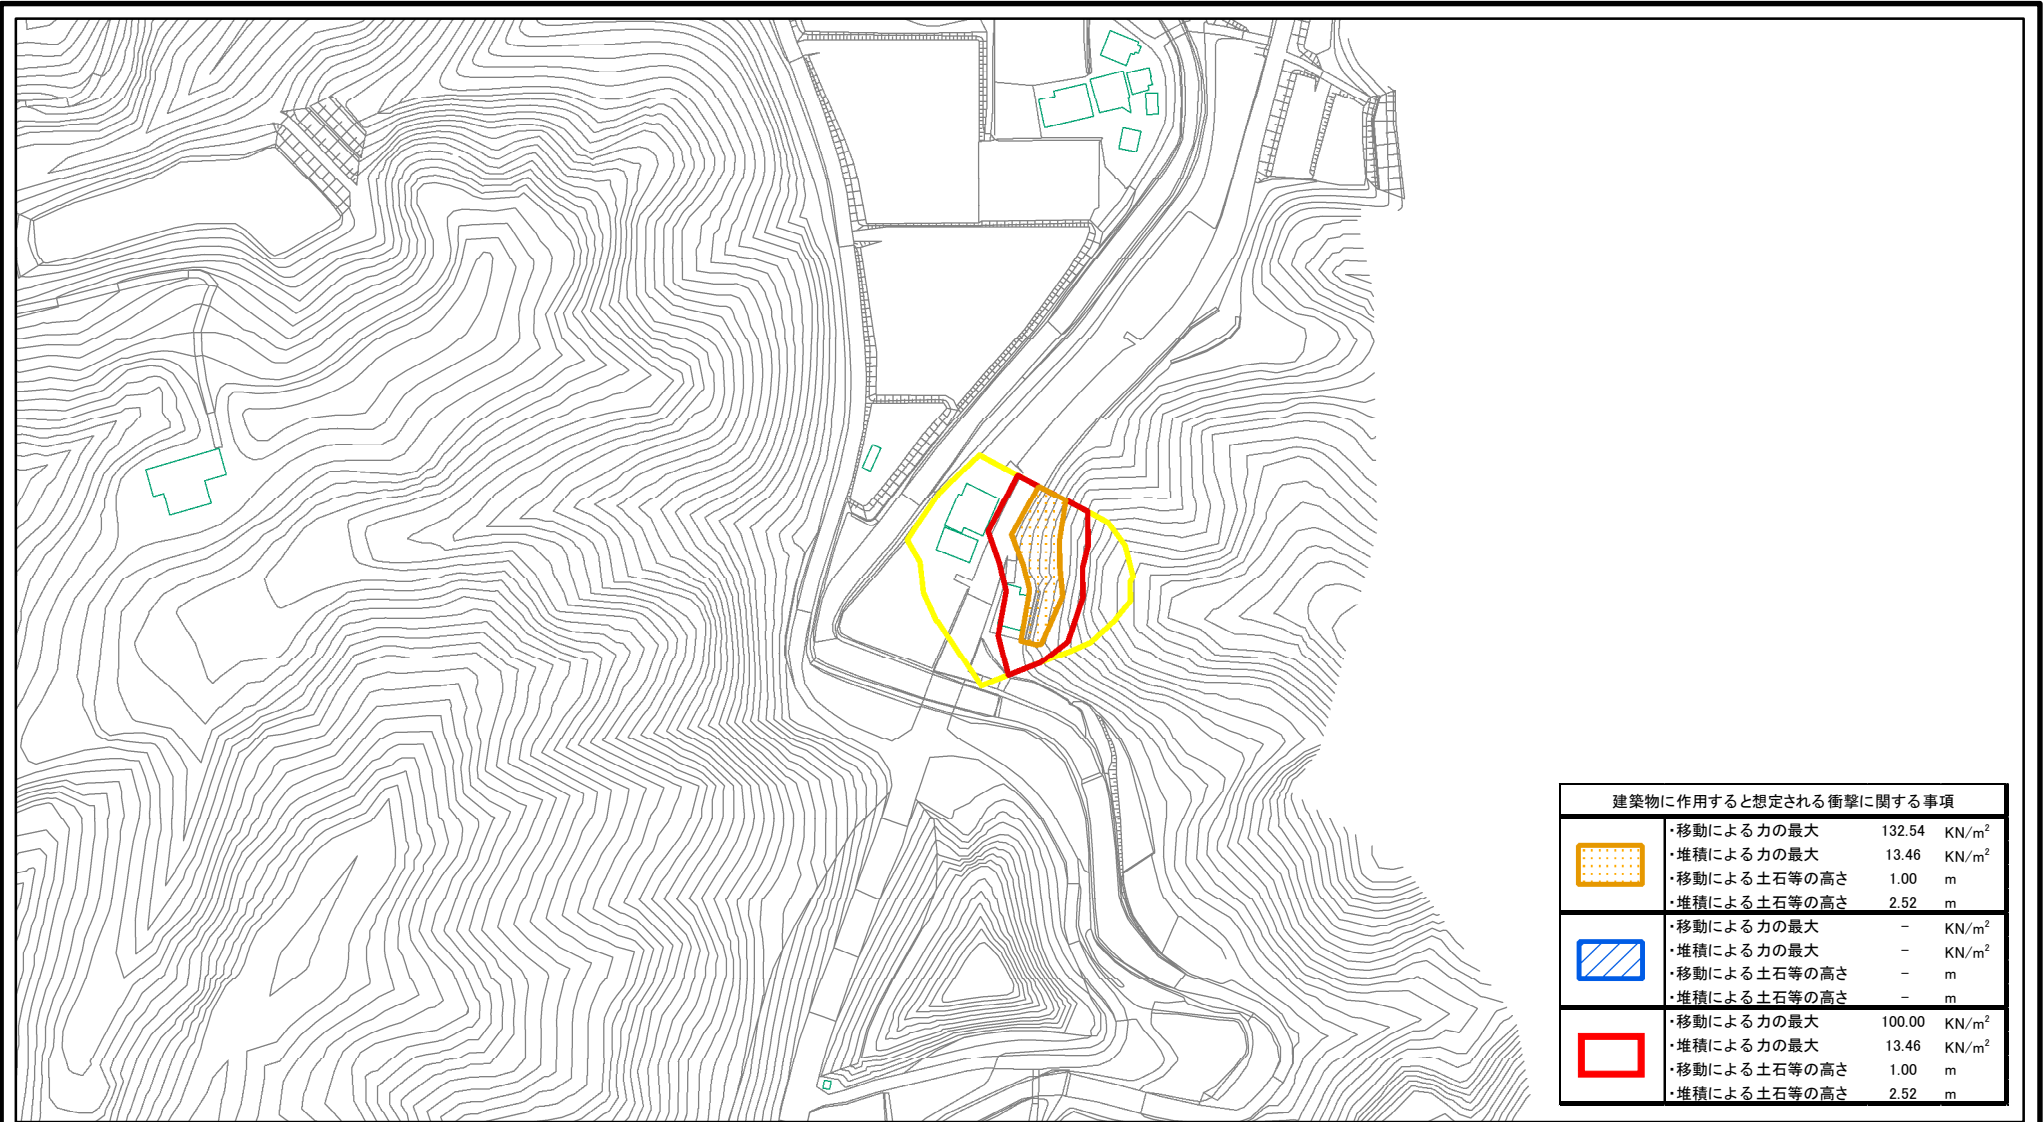 建築物に作用すると想定される衝撃に関する事項
・移動による力の最大 132.54 KN/m²
・堆積による力の最大 13.46 KN/m²
・移動による土石等の高さ 1.00 m
・堆積による土石等の高さ 2.52 m
・移動による力の最大 − KN/m²
・堆積による力の最大 − KN/m²
・移動による土石等の高さ − m
・堆積による土石等の高さ − m
・移動による力の最大 100.00 KN/m²
・堆積による力の最大 13.46 KN/m²
・移動による土石等の高さ 1.00 m
・堆積による土石等の高さ 2.52 m